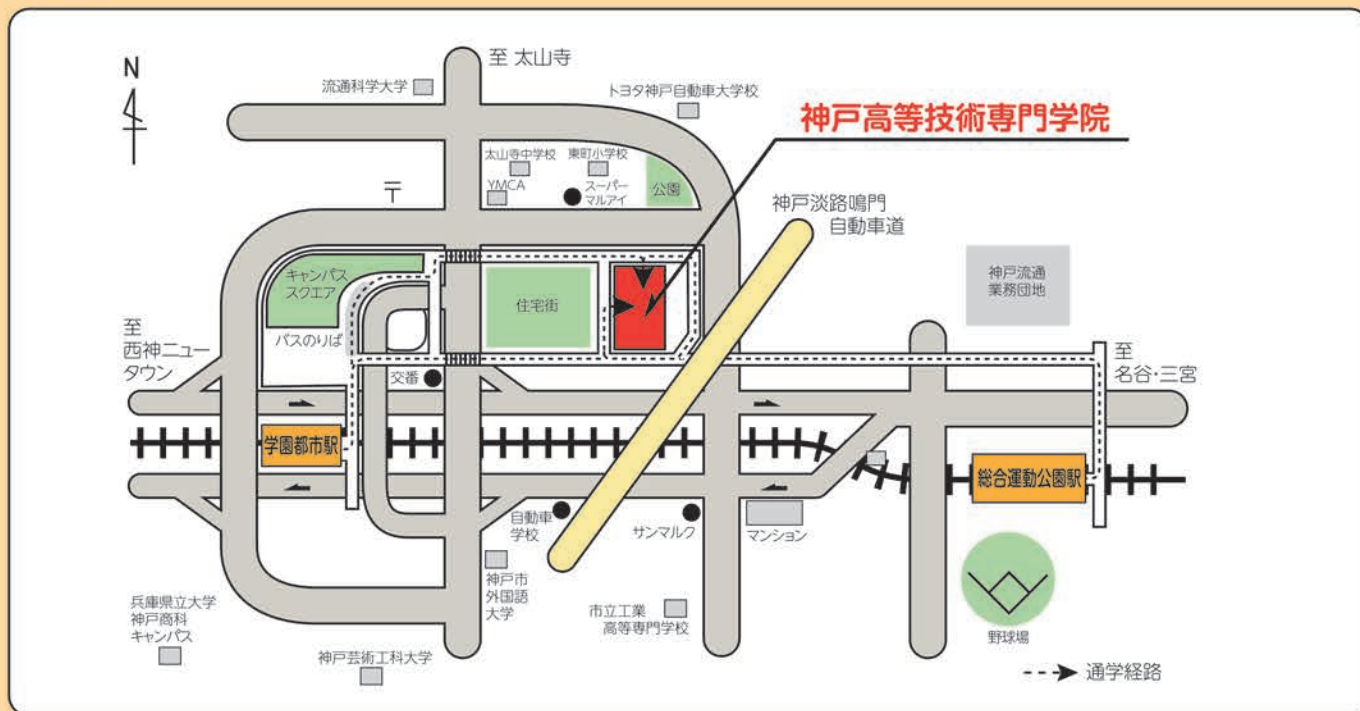 N
至 太山寺
流通科学大学
トヨタ神戸自動車大学校
神戸高等技術専門学院
太山寺中学校
東町小学校
YMCA
スーパー
マルアイ
公園
〒
神戸淡路鳴門
自動車道
キャンパス
スクエア
住宅街
神戸流通
業務団地
バスのりば
至
西神ニュー
タウン
交番
至
名谷・三宮
学園都市駅
総合運動公園駅
自動車
学校
サンマルク
マンション
神戸市
外国語
大学
市立工業
高等専門学校
兵庫県立大学
神戸商科
キャンパス
神戸芸術工科大学
野球場
通学経路